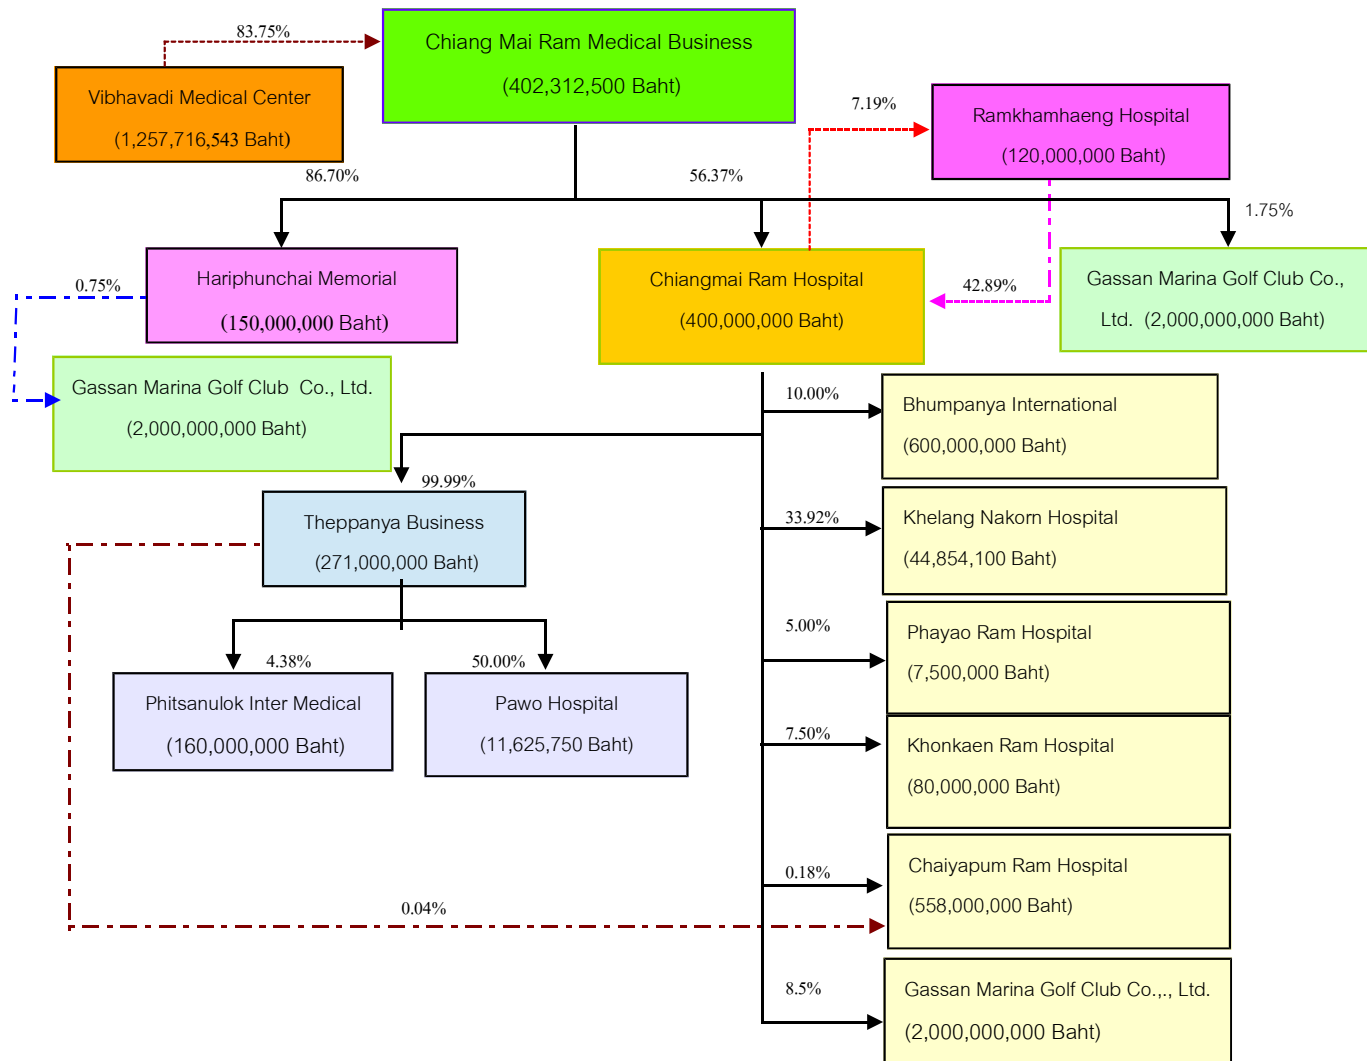 83.75%
Chiang Mai Ram Medical Business
(402,312,500 Baht)
Vibhavadi Medical Center
(1,257,716,543 Baht)
7.19%
Ramkhamhaeng Hospital
(120,000,000 Baht)
86.70%
56.37%
1.75%
Hariphunchai Memorial
(150,000,000 Baht)
0.75%
Chiangmai Ram Hospital
(400,000,000 Baht)
42.89%
Gassan Marina Golf Club Co.,
Ltd. (2,000,000,000 Baht)
Gassan Marina Golf Club Co., Ltd.
(2,000,000,000 Baht)
10.00%
Bhumpanya International
(600,000,000 Baht)
99.99%
Theppanya Business
(271,000,000 Baht)
33.92%
Khelang Nakorn Hospital
(44,854,100 Baht)
5.00%
Phayao Ram Hospital
(7,500,000 Baht)
4.38%
50.00%
Phitsanulok Inter Medical
(160,000,000 Baht)
Pawo Hospital
(11,625,750 Baht)
7.50%
Khonkaen Ram Hospital
(80,000,000 Baht)
0.18%
Chaiyapum Ram Hospital
(558,000,000 Baht)
0.04%
8.5%
Gassan Marina Golf Club Co.,., Ltd.
(2,000,000,000 Baht)